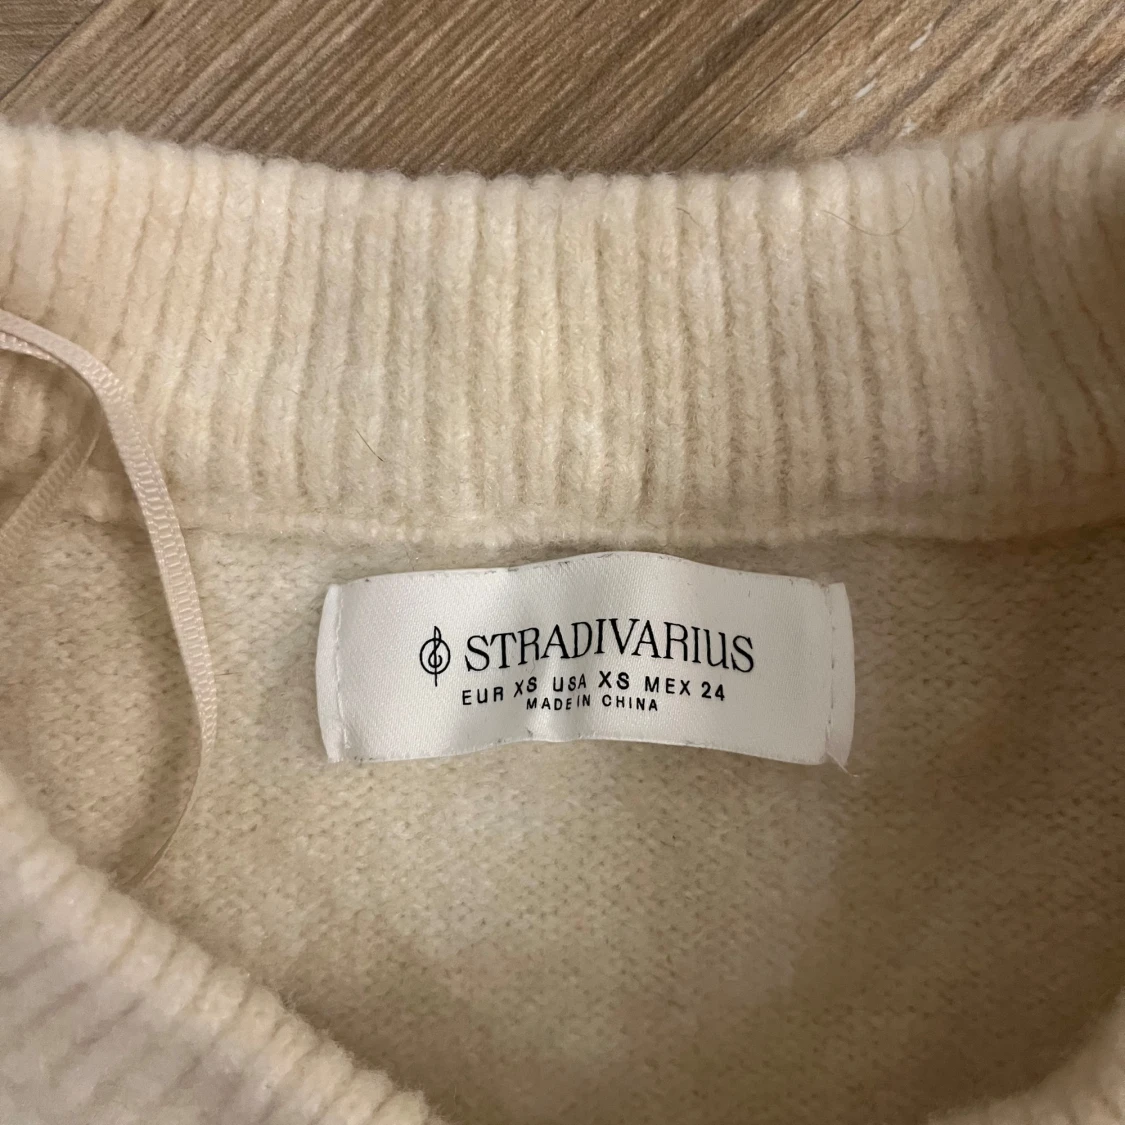 STRADIVARIUS
EUR XS USA XS MEX 24
MADE IN CHINA